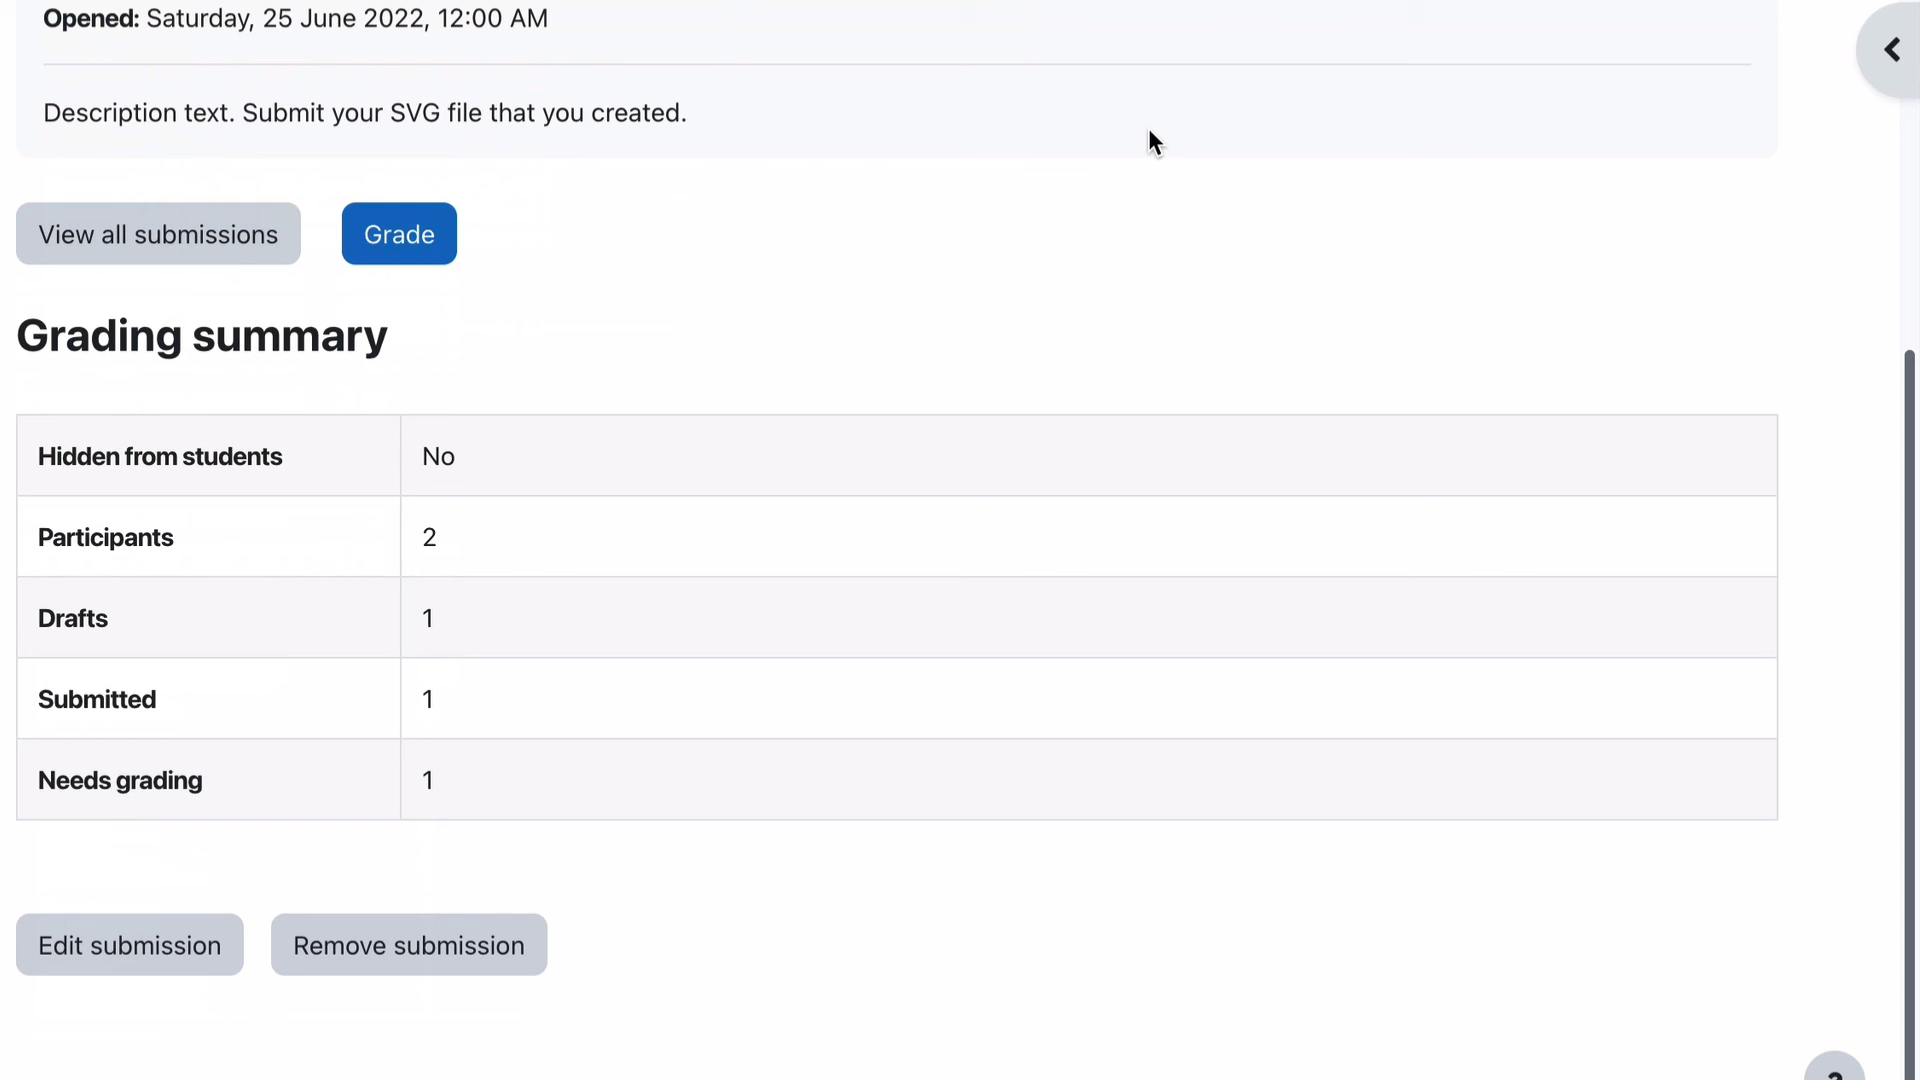 Opened: Saturday, 25 June 2022, 12:00 AM
Description text. Submit your SVG file that you created.
View all submissions Grade
Grading summary
Hidden from students No
Participants 2
Drafts 1
Submitted 1
Needs grading 1
Edit submission Remove submission